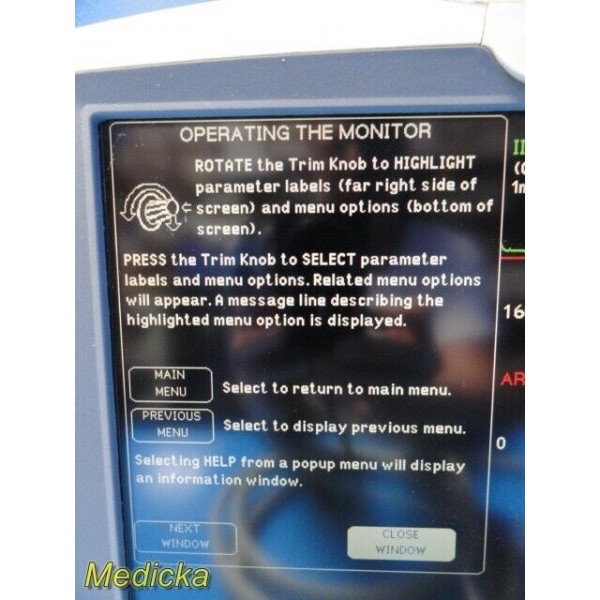 OPERATING THE MONITOR
ROTATE the Trim Knob to HIGHLIGHT
parameter labels (far right side of
screen) and menu options (bottom of
screen).
PRESS the Trim Knob to SELECT parameter
labels and menu options. Related menu options
will appear. A message line describing the
highlighted menu option is displayed.
MAIN
MENU
Select to return to main menu.
PREVIOUS
MENU
Select to display previous menu.
Selecting HELP from a popup menu will display
an information window.
NEXT
WINDOW
CLOSE
WINDOW
II
1m
16
AR
0
Medicka